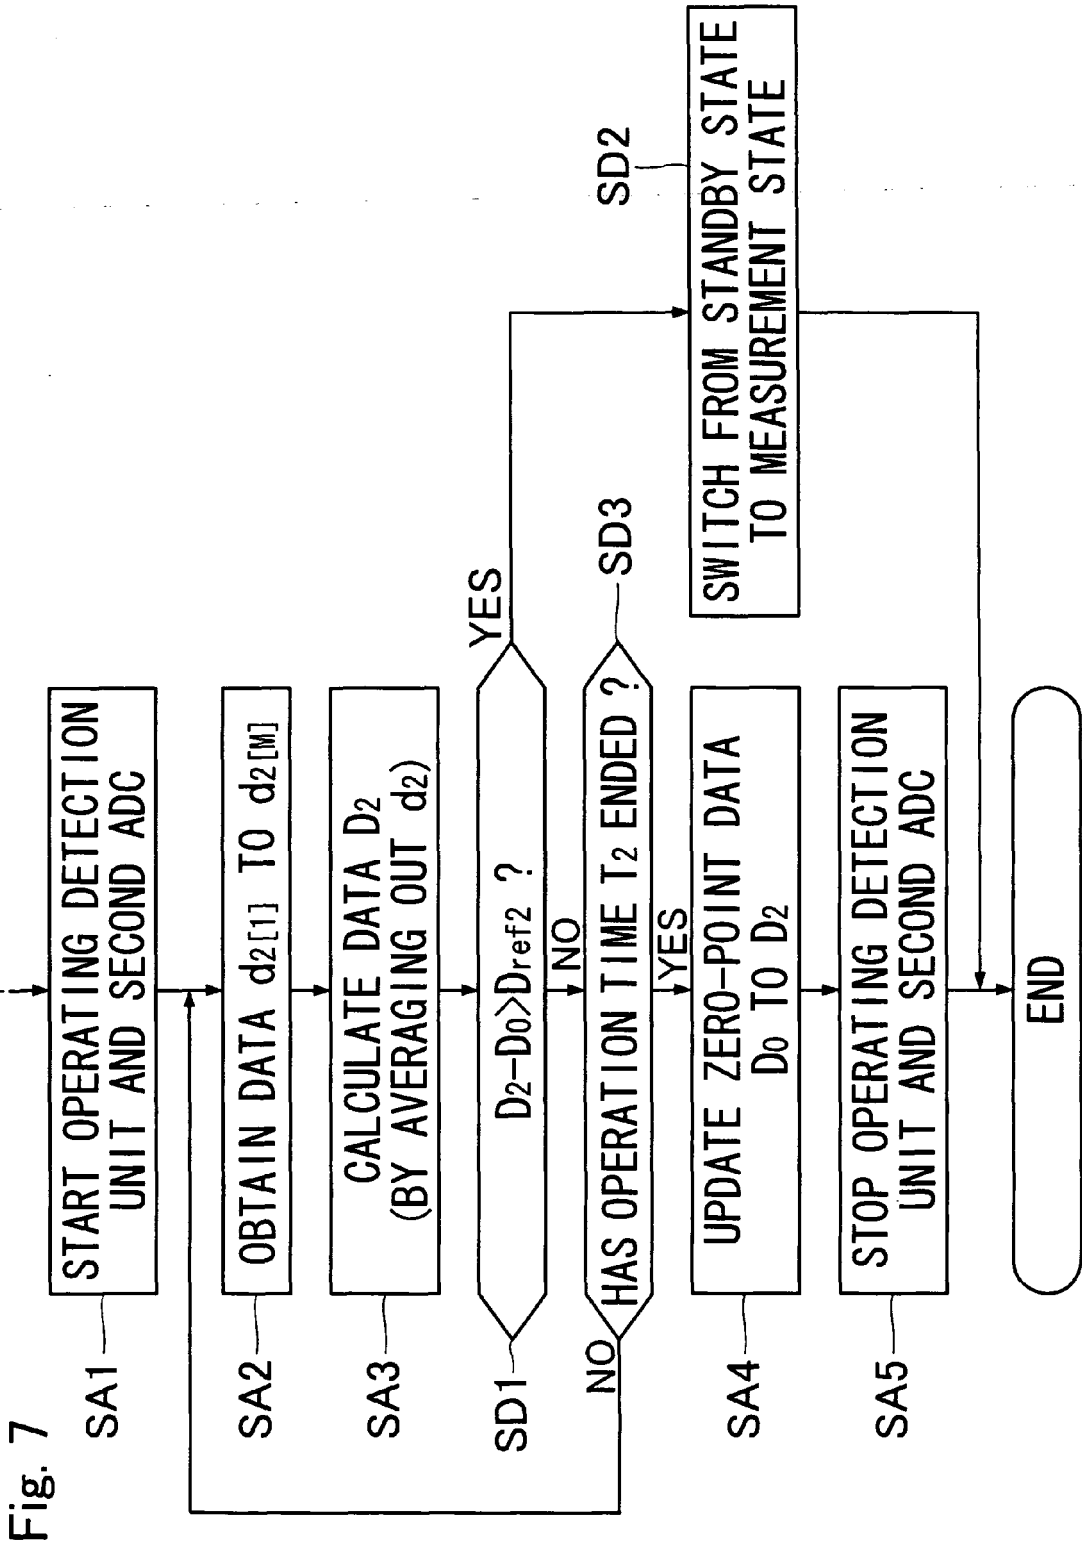 Fig. 7
SA1
START OPERATING DETECTION
UNIT AND SECOND ADC
SA2
OBTAIN DATA d2[1] TO d2[M]
SA3
CALCULATE DATA D2
(BY AVERAGING OUT d2)
SD1
D2-D0>Dref2 ?
YES
NO
SD2
SWITCH FROM STANDBY STATE
TO MEASUREMENT STATE
SD3
HAS OPERATION TIME T2 ENDED ?
NO
YES
SA4
UPDATE ZERO-POINT DATA
D0 TO D2
SA5
STOP OPERATING DETECTION
UNIT AND SECOND ADC
END